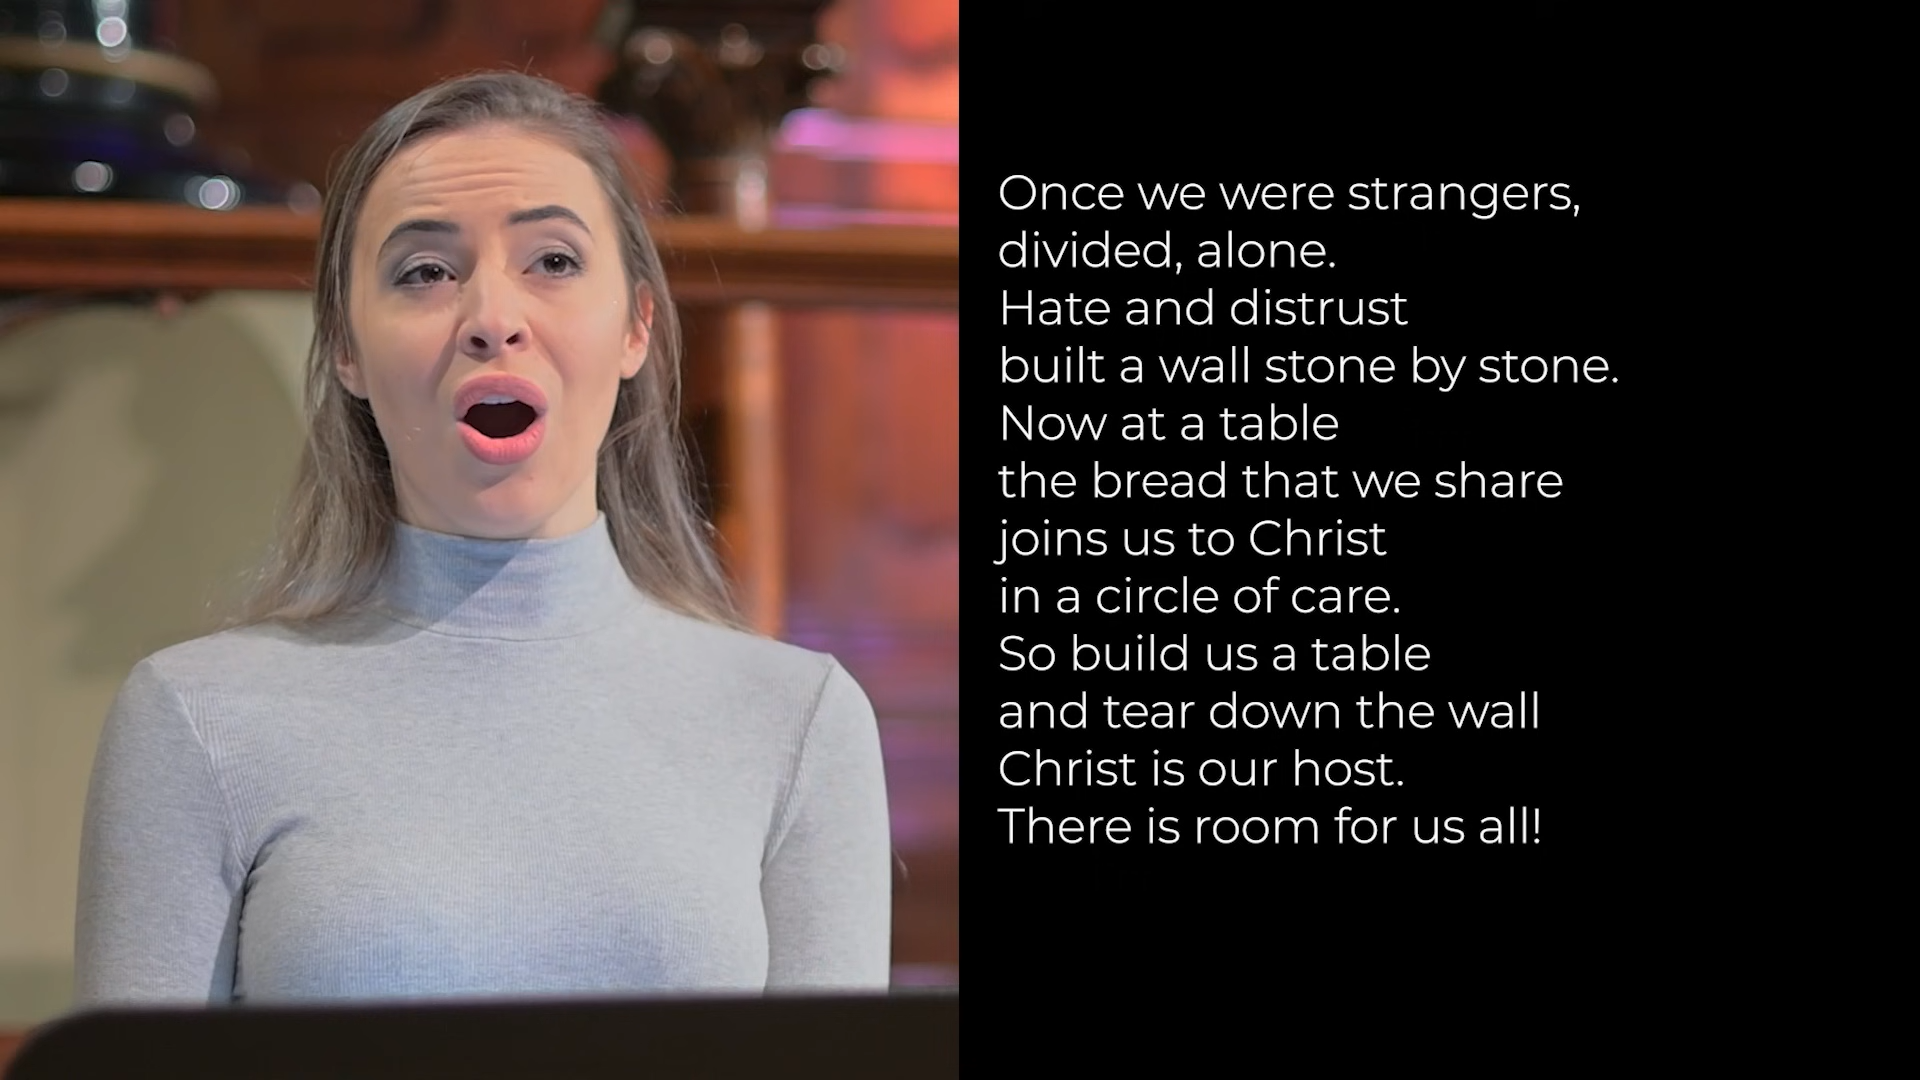 Once we were strangers,
divided, alone.
Hate and distrust
built a wall stone by stone.
Now at a table
the bread that we share
joins us to Christ
in a circle of care.
So build us a table
and tear down the wall
Christ is our host.
There is room for us all!